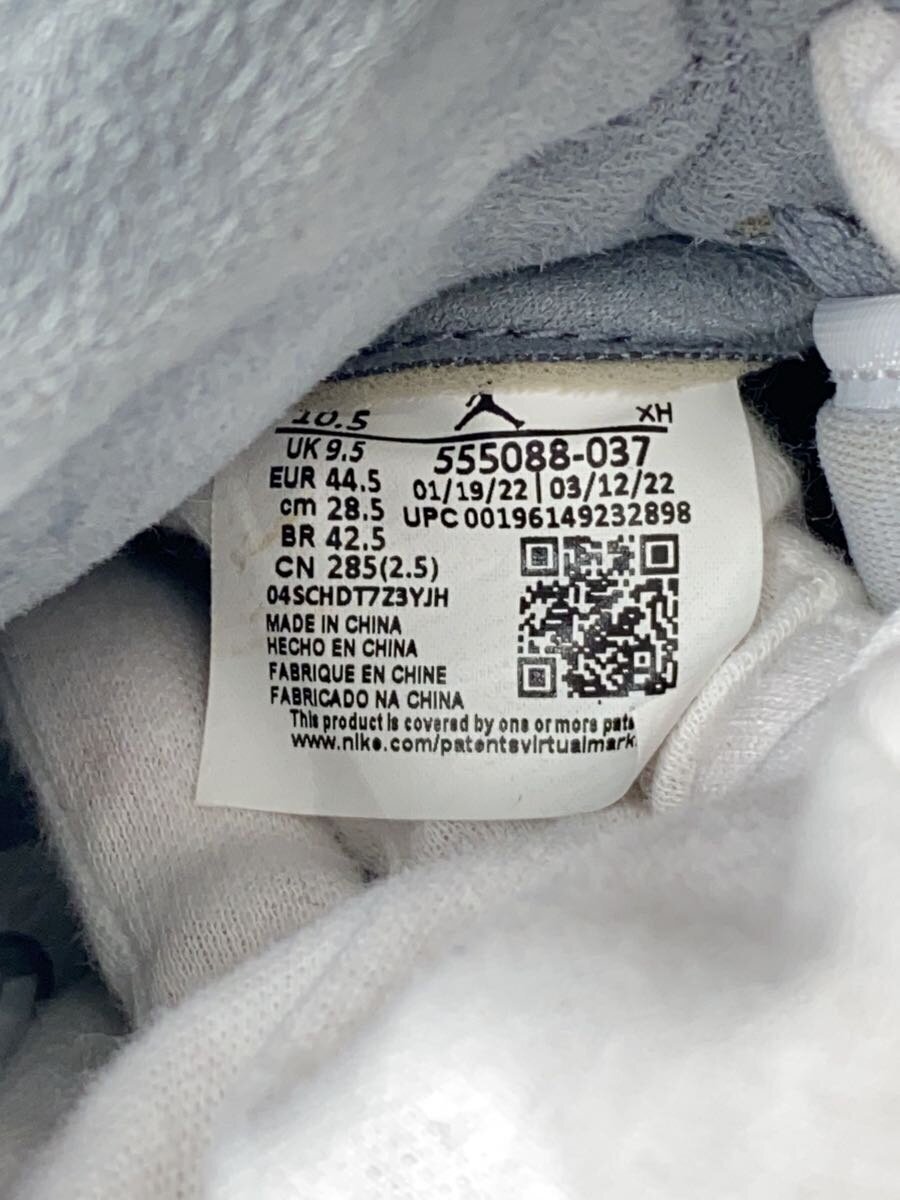 10.5 XH
UK 9.5 555088-037
EUR 44.5 01/19/22 | 03/12/22
cm 28.5 UPC 00196149232898
BR 42.5
CN 285(2.5)
04SCHDT7Z3YJH
MADE IN CHINA
HECHO EN CHINA
FABRIQUE EN CHINE
FABRICADO NA CHINA
This product is covered by one or more pate
www.nike.com/patentsvirtualmark